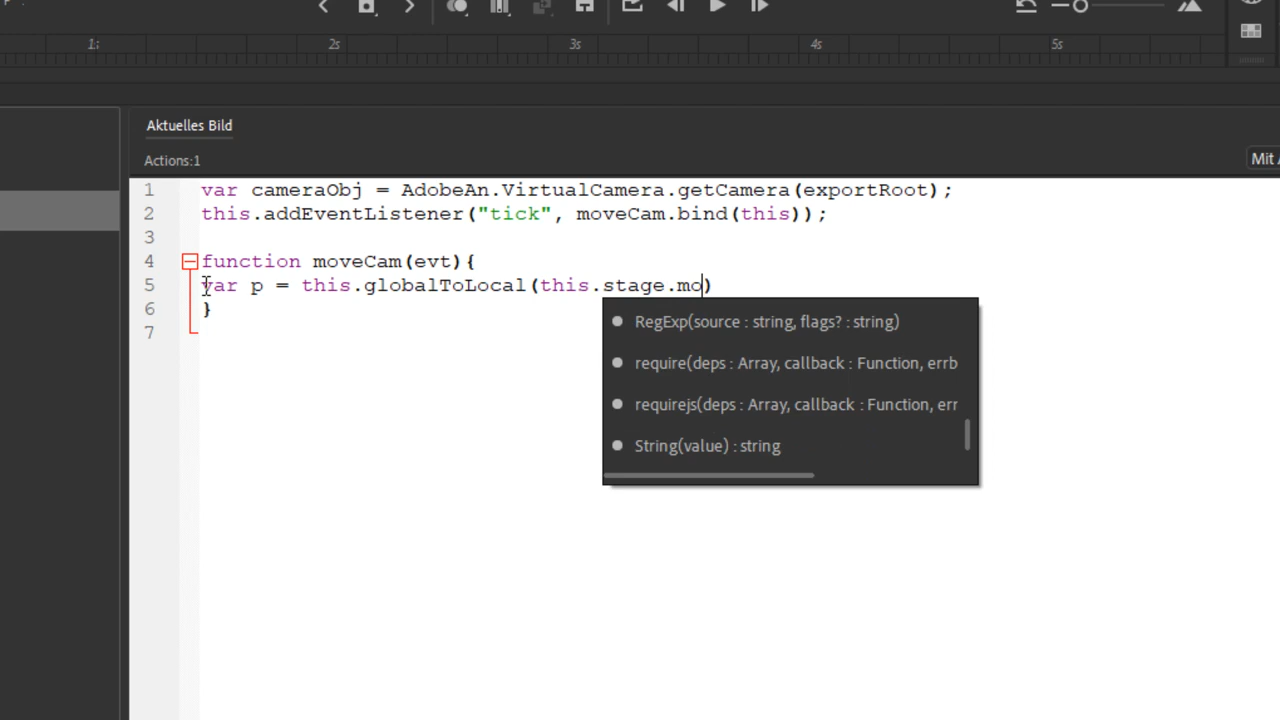 1; 2s 3s 4s 5s
Aktuelles Bild
Actions:1
Mit
1 var cameraObj = AdobeAn.VirtualCamera.getCamera(exportRoot);
2 this.addEventListener("tick", moveCam.bind(this));
3
4 function moveCam(evt){
5 var p = this.globalToLocal(this.stage.mo)
6 }
7
RegExp(source : string, flags? : string)
require(deps : Array, callback : Function, errb
requirejs(deps : Array, callback : Function, err
String(value) : string